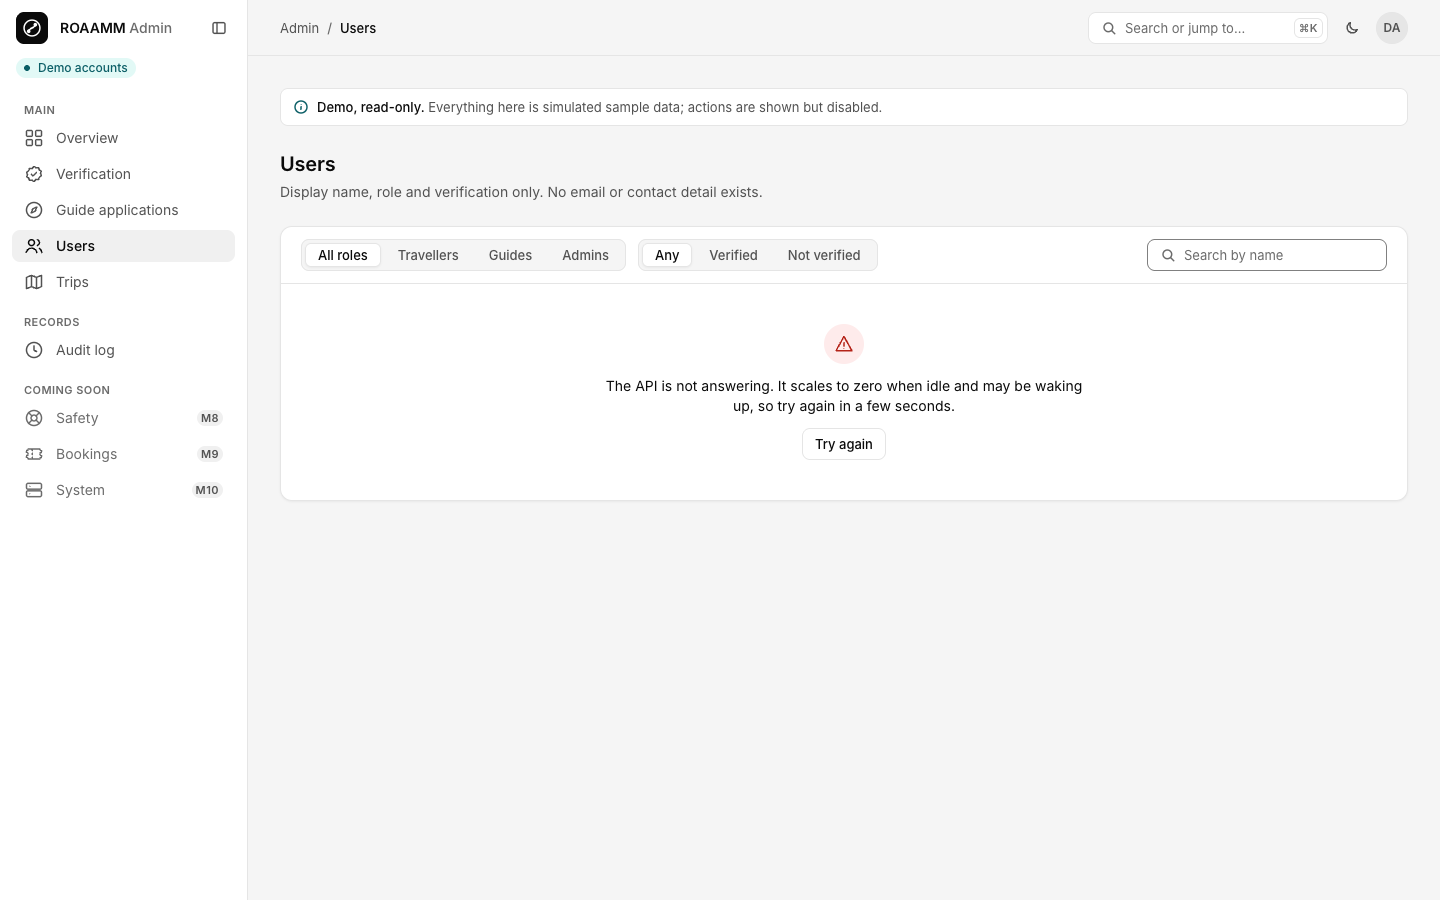 ROAAMM Admin
Demo accounts
MAIN
Overview
Verification
Guide applications
Users
Trips
RECORDS
Audit log
COMING SOON
Safety M8
Bookings M9
System M10
Admin / Users
Search or jump to... ⌘K
DA
Demo, read-only. Everything here is simulated sample data; actions are shown but disabled.
Users
Display name, role and verification only. No email or contact detail exists.
All roles Travellers Guides Admins Any Verified Not verified
Search by name
The API is not answering. It scales to zero when idle and may be waking
up, so try again in a few seconds.
Try again